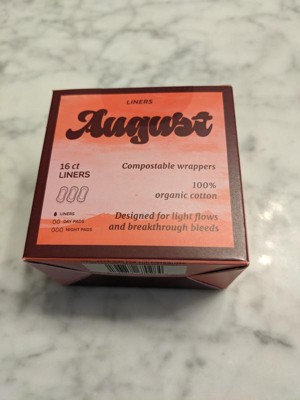 LINERS
August
16 ct
LINERS
Compostable wrappers
100%
organic cotton
LINERS
DAY PADS
NIGHT PADS
Designed for light flows
and breakthrough bleeds